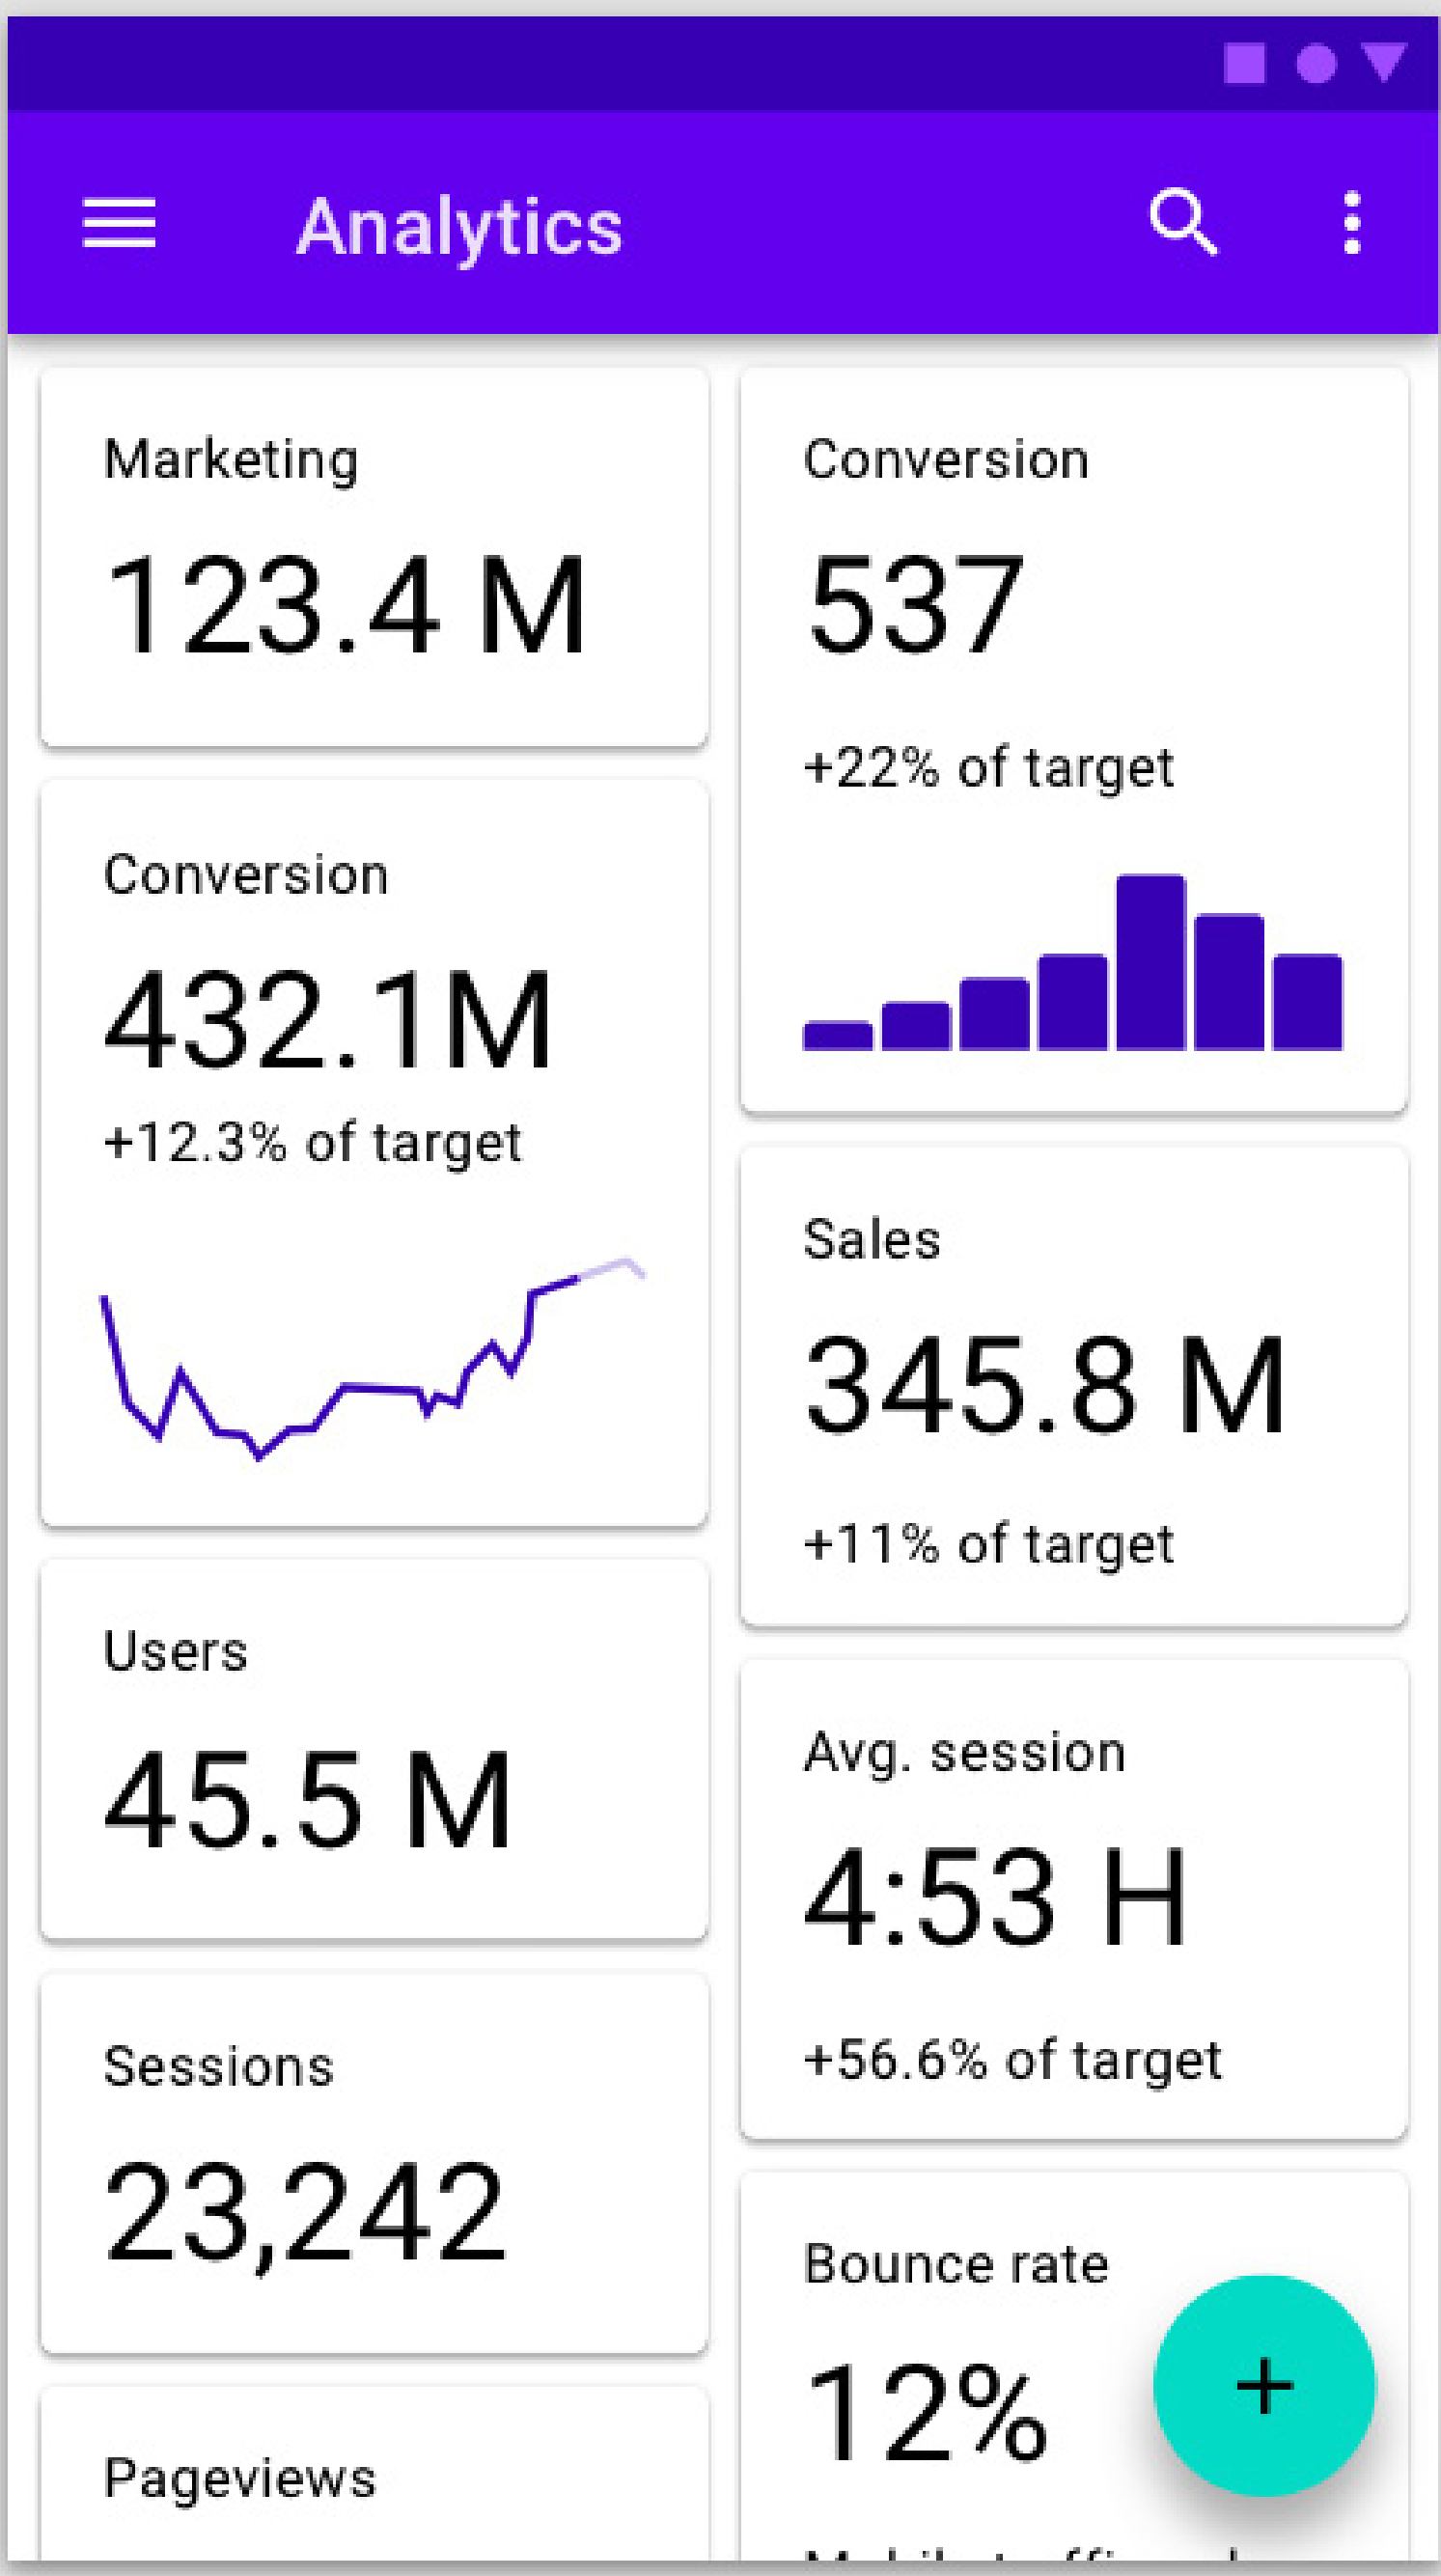 Analytics
Marketing
123.4 M
Conversion
432.1M
+12.3% of target
Users
45.5 M
Sessions
23,242
Pageviews
Conversion
537
+22% of target
Sales
345.8 M
+11% of target
Avg. session
4:53 H
+56.6% of target
Bounce rate
12%
+